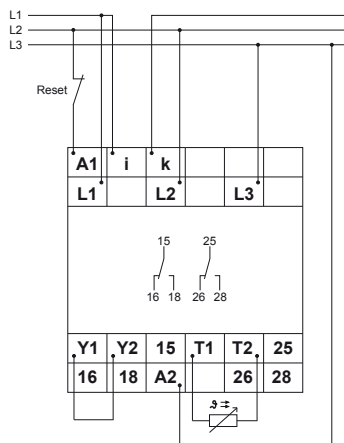 L1
L2
L3
Reset
A1 i k
L1 L2 L3
15 25
16 18 26 28
Y1 Y2 15 T1 T2 25
16 18 A2 26 28
ϑ ⇉